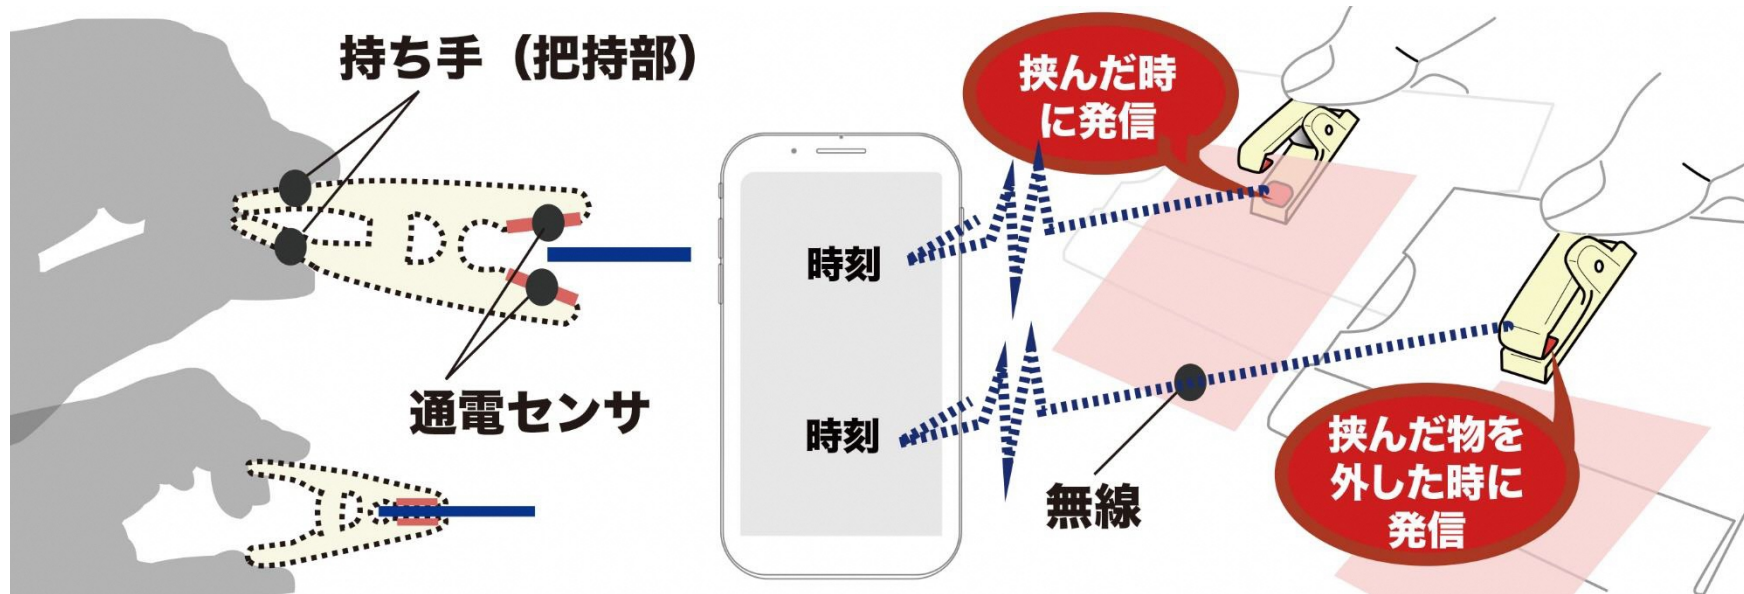 持ち手（把持部）
通電センサ
時刻
時刻
挟んだ時
に発信
無線
挟んだ物を
外した時に
発信